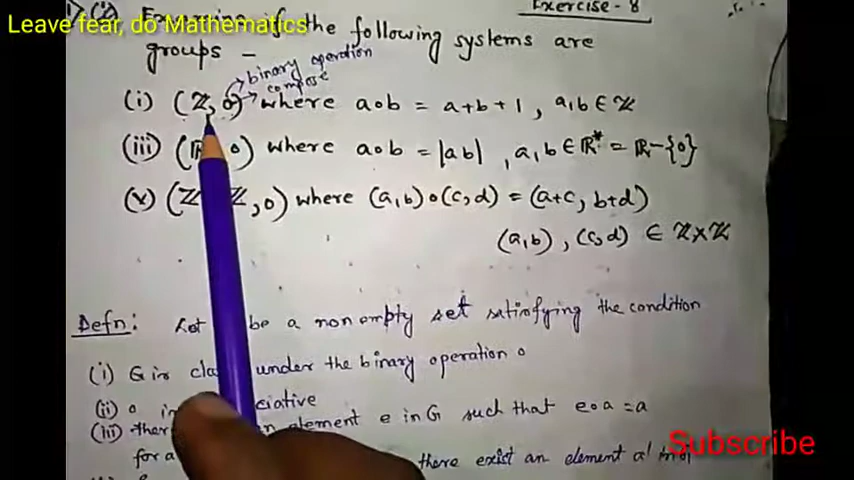 Exercise - 8
Leave fear, do Mathematics
if the following systems are
groups -
binary operation
compose
(i) (ℤ, o) where aob = a+b+1, a,b ∈ ℤ
(iii) (ℝ o) where aob = |ab| , a,b ∈ ℝ* = ℝ-{0}
(v) (ℤ ℤ, o) where (a,b) o (c,d) = (a+c, b+d)
(a,b), (c,d) ∈ ℤ×ℤ
Defn: Let be a nonempty set satisfying the condition
(i) G is under the binary operation o
(ii) o ociative
(iii) element e in G such that eoa = a
for there exist an element a' in
Subscribe